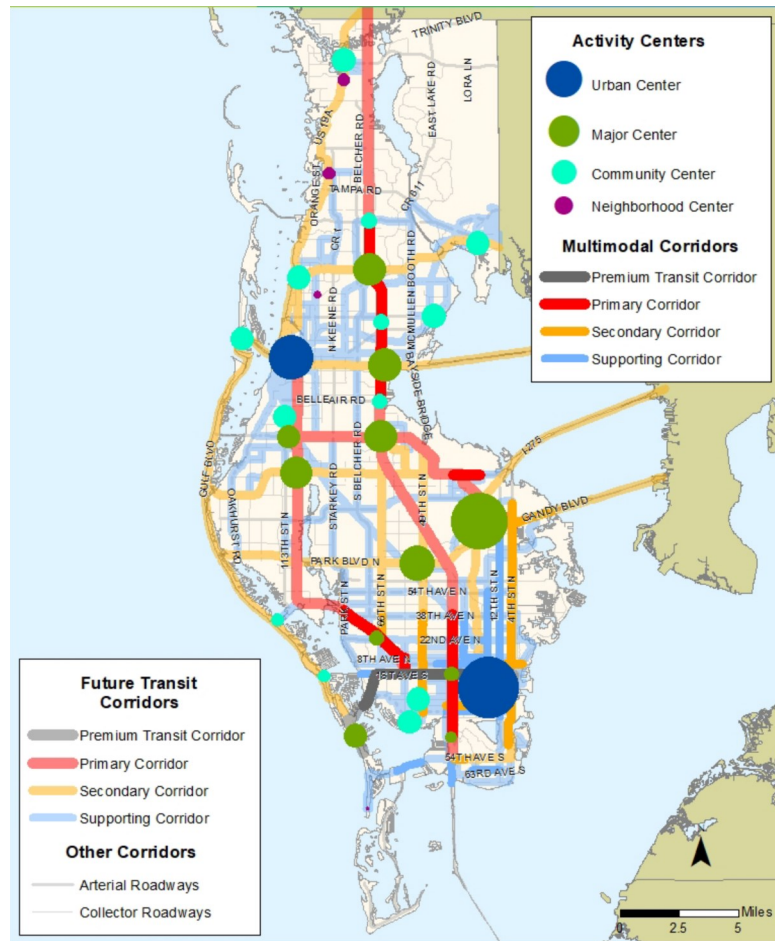 Activity Centers
Urban Center
Major Center
Community Center
Neighborhood Center
Multimodal Corridors
Premium Transit Corridor
Primary Corridor
Secondary Corridor
Supporting Corridor
TRINITY BLVD
EAST LAKE RD
LORA LN
US 19A
BELCHER RD
ORANGE ST
TAMPA RD
CR 611
CR 1
N KEENE RD
MCMULLEN BOOTH RD
BAYSIDE BRIDGE
BELLEAIR RD
S BELCHER RD
I-275
GULF BLVD
STARKEY RD
49TH ST N
GANDY BLVD
OAKHURST RD
113TH ST N
PARK BLVD N
54TH AVE N
PARK ST N
66TH ST N
38TH AVE N
12TH ST N
4TH ST N
22ND AVE N
8TH AVE N
1ST AVE S
54TH AVE S
63RD AVE S
Future Transit
Corridors
Premium Transit Corridor
Primary Corridor
Secondary Corridor
Supporting Corridor
Other Corridors
Arterial Roadways
Collector Roadways
Miles
0 2.5 5